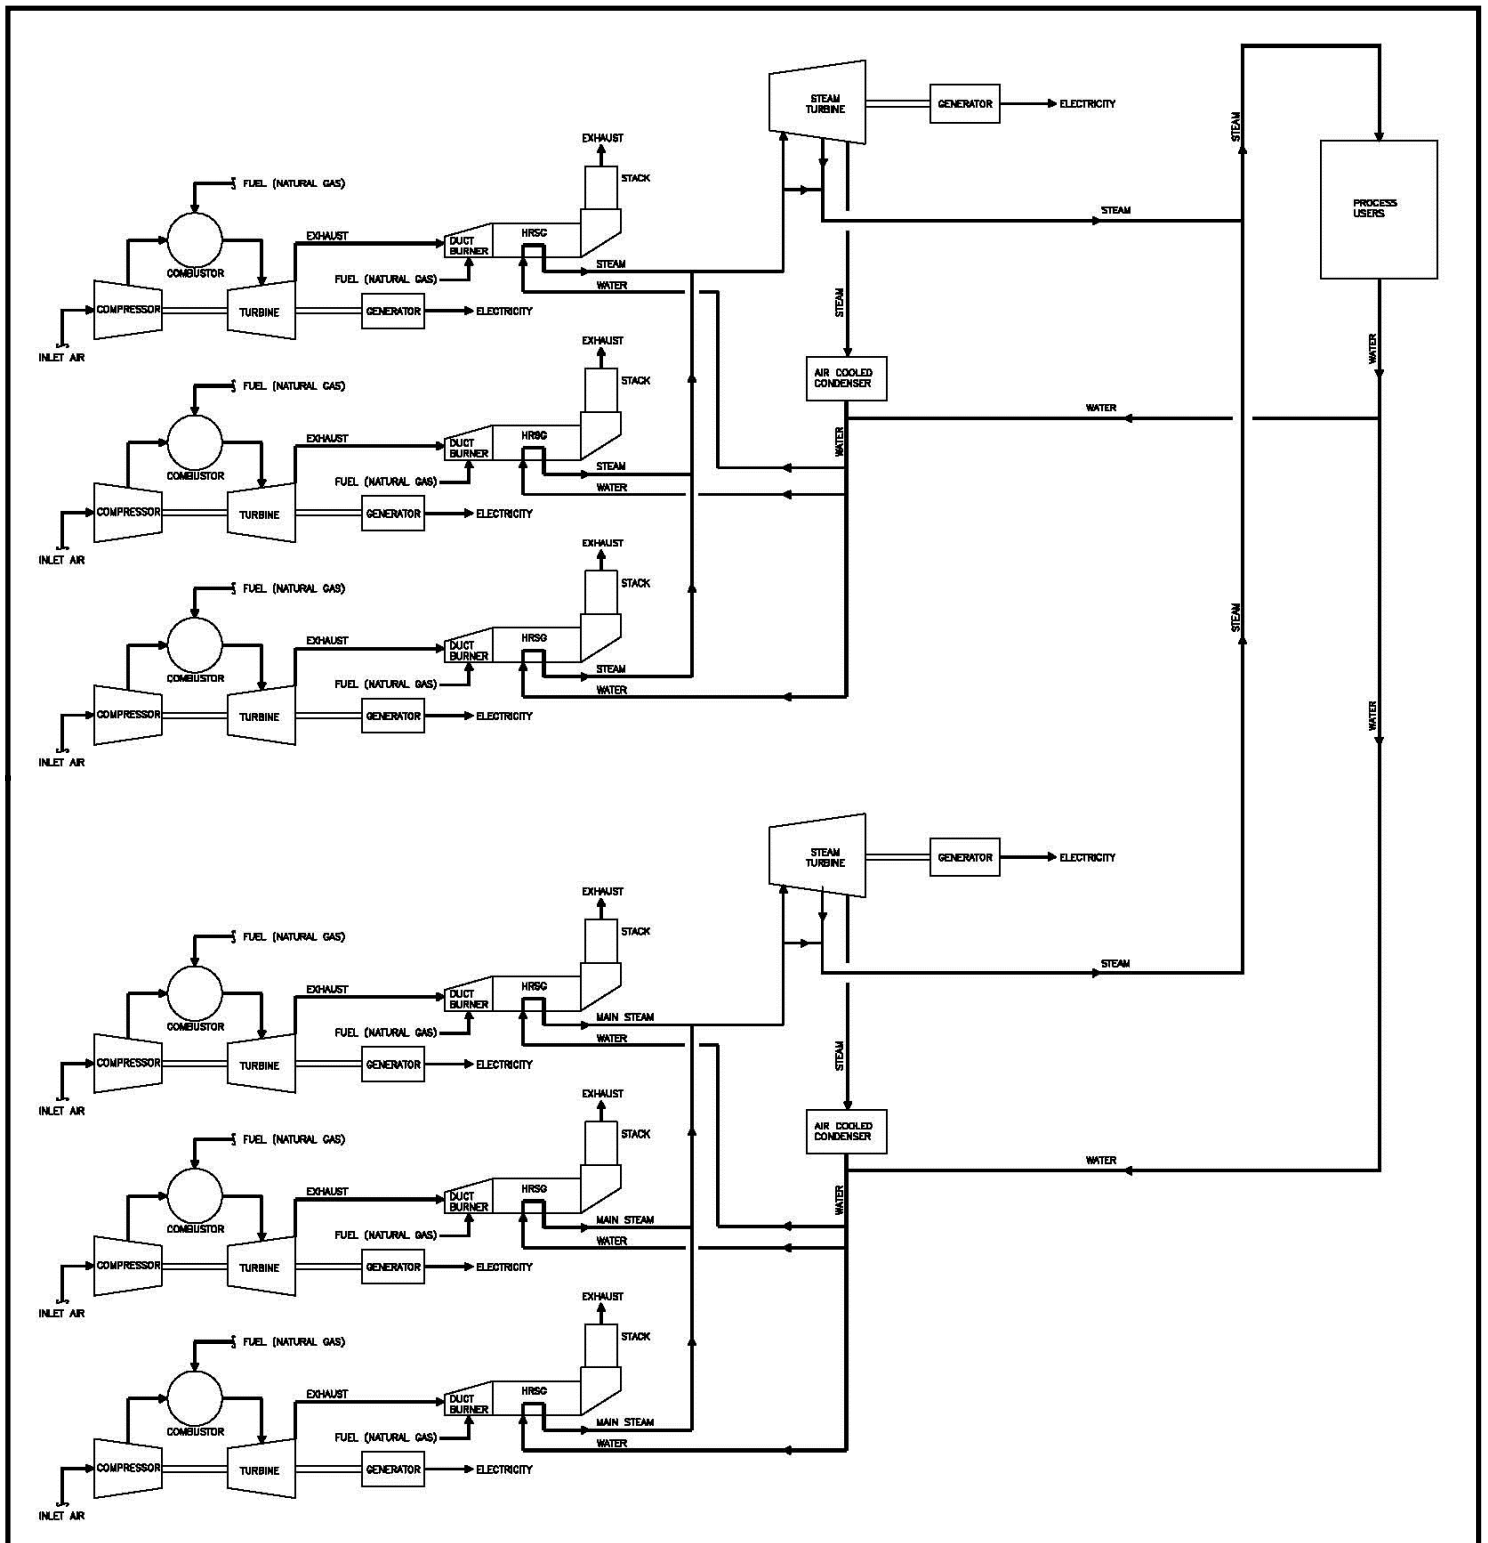 STEAM
TURBINE
GENERATOR
ELECTRICITY
STEAM
EXHAUST
STACK
FUEL (NATURAL GAS)
PROCESS
USERS
STEAM
EXHAUST
DUCT
BURNER
HRSG
COMBUSTOR
STEAM
FUEL (NATURAL GAS)
WATER
STEAM
COMPRESSOR
TURBINE
GENERATOR
ELECTRICITY
INLET AIR
EXHAUST
WATER
AIR COOLED
CONDENSER
STACK
FUEL (NATURAL GAS)
WATER
EXHAUST
DUCT
BURNER
HRSG
WATER
COMBUSTOR
STEAM
FUEL (NATURAL GAS)
WATER
COMPRESSOR
TURBINE
GENERATOR
ELECTRICITY
INLET AIR
EXHAUST
STACK
FUEL (NATURAL GAS)
STEAM
EXHAUST
DUCT
BURNER
HRSG
COMBUSTOR
STEAM
FUEL (NATURAL GAS)
WATER
COMPRESSOR
TURBINE
GENERATOR
ELECTRICITY
WATER
INLET AIR
STEAM
TURBINE
GENERATOR
ELECTRICITY
EXHAUST
STACK
FUEL (NATURAL GAS)
STEAM
EXHAUST
DUCT
BURNER
HRSG
COMBUSTOR
MAIN STEAM
FUEL (NATURAL GAS)
WATER
STEAM
COMPRESSOR
TURBINE
GENERATOR
ELECTRICITY
INLET AIR
EXHAUST
AIR COOLED
CONDENSER
STACK
FUEL (NATURAL GAS)
WATER
EXHAUST
DUCT
BURNER
HRSG
WATER
COMBUSTOR
MAIN STEAM
FUEL (NATURAL GAS)
WATER
COMPRESSOR
TURBINE
GENERATOR
ELECTRICITY
INLET AIR
EXHAUST
STACK
FUEL (NATURAL GAS)
EXHAUST
DUCT
BURNER
HRSG
COMBUSTOR
MAIN STEAM
FUEL (NATURAL GAS)
WATER
COMPRESSOR
TURBINE
GENERATOR
ELECTRICITY
INLET AIR